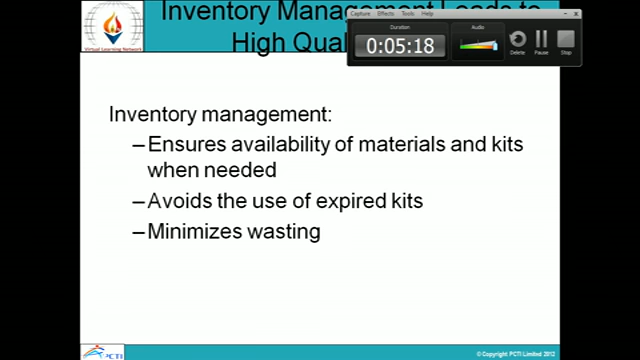 Inventory Management Leads to
High Qual
Virtual Learning Network
Capture Effects Tools Help
Duration
0:05:18
Audio
Delete
Pause
Stop
Inventory management:
–Ensures availability of materials and kits
when needed
–Avoids the use of expired kits
–Minimizes wasting
PCTI
© Copyright PCTI Limited 2012